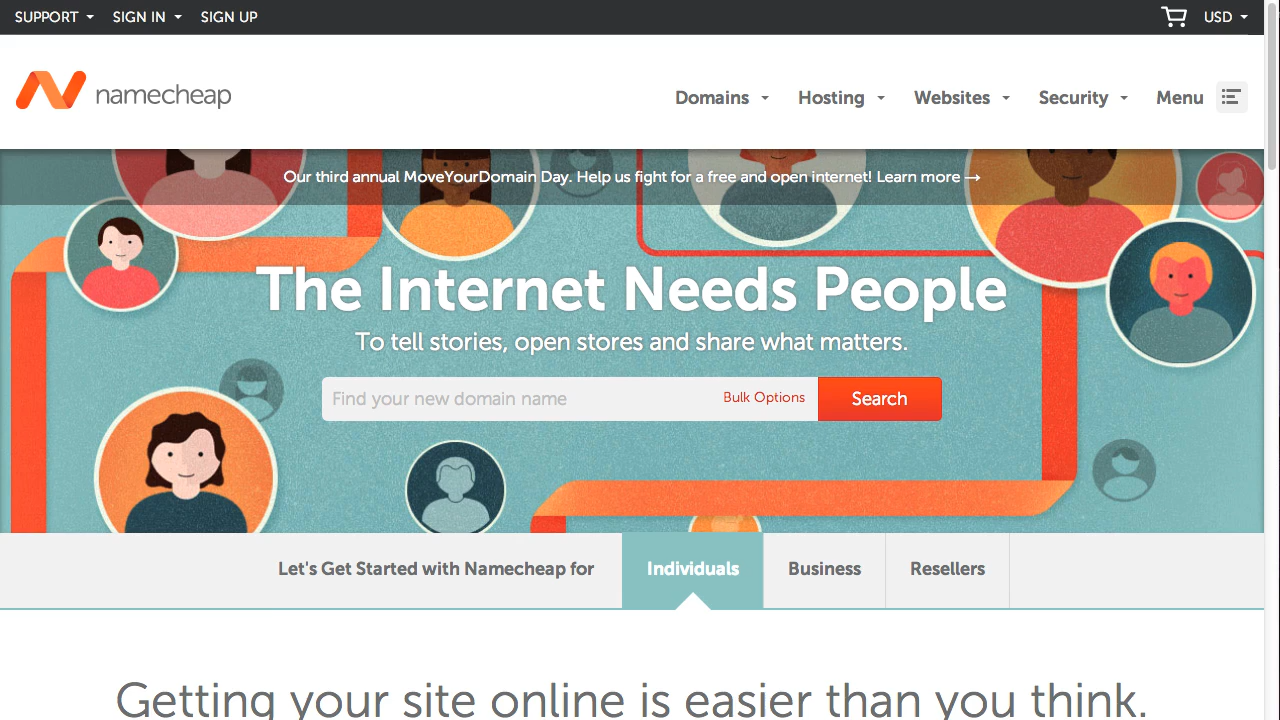 SUPPORT SIGN IN SIGN UP USD
namecheap
Domains Hosting Websites Security Menu
Our third annual MoveYourDomain Day. Help us fight for a free and open internet! Learn more →
The Internet Needs People
To tell stories, open stores and share what matters.
Find your new domain name Bulk Options Search
Let's Get Started with Namecheap for Individuals Business Resellers
Getting your site online is easier than you think.